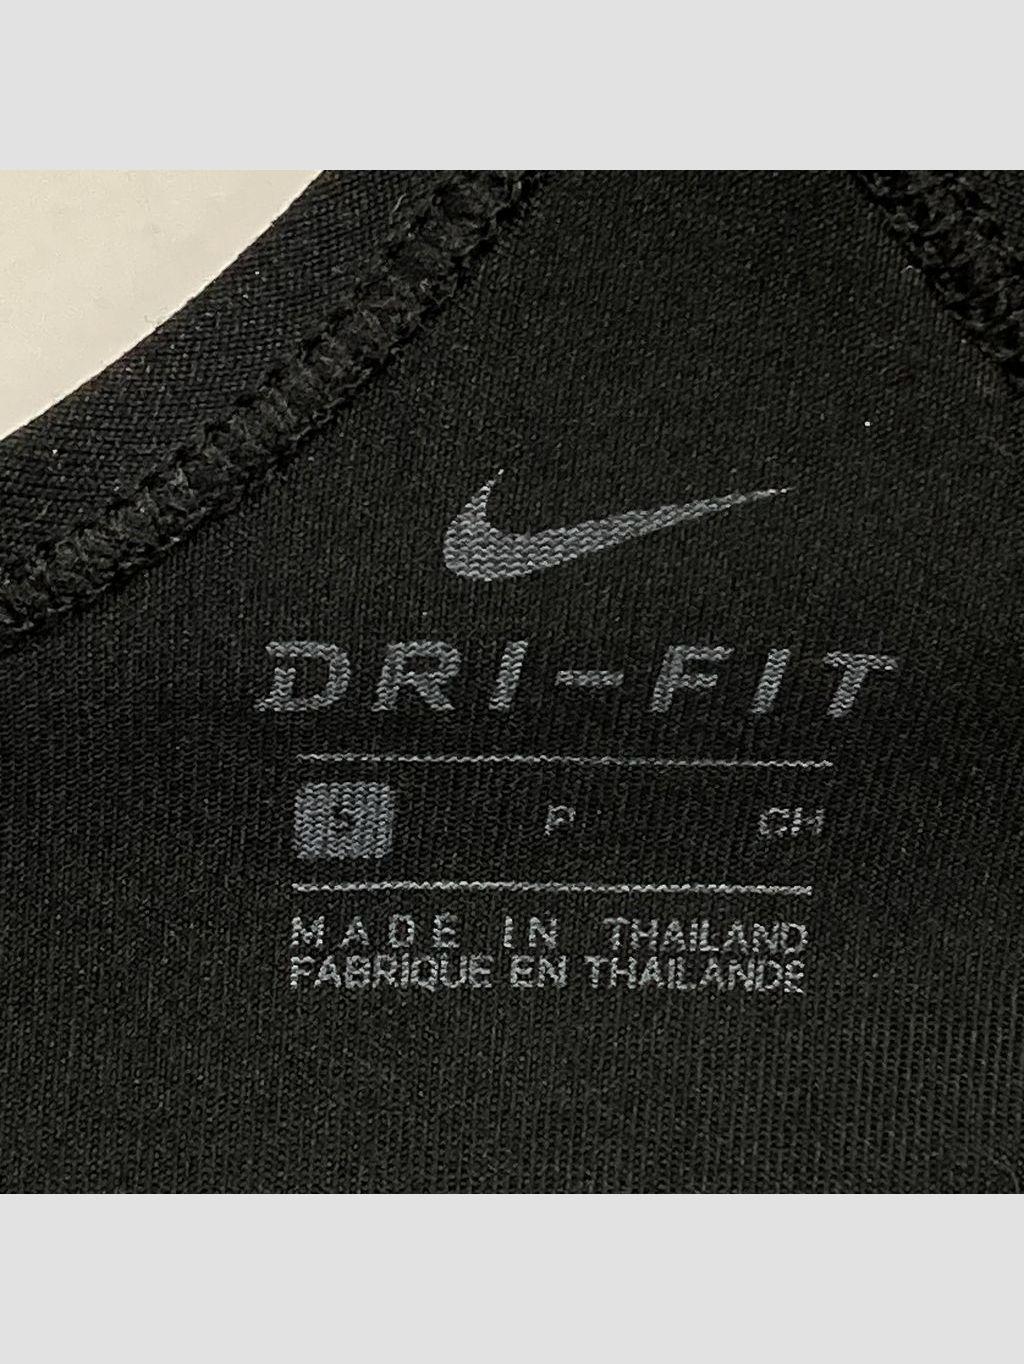 DRI-FIT
S P CH
MADE IN THAILAND
FABRIQUE EN THAILANDE